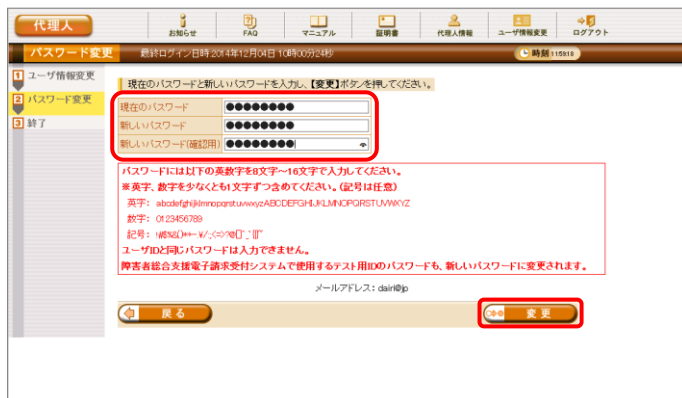 代理人
お知らせ
FAQ
マニュアル
証明書
代理人情報
ユーザ情報変更
ログアウト
パスワード変更
最終ログイン日時 2014年12月04日 10時00分24秒
時刻 11:59:18
1 ユーザ情報変更
2 パスワード変更
3 終了
現在のパスワードと新しいパスワードを入力し、【変更】ボタンを押してください。
現在のパスワード ●●●●●●●●
新しいパスワード ●●●●●●●●
新しいパスワード(確認用) ●●●●●●●●
パスワードには以下の英数字を8文字～16文字で入力してください。
※英字、数字を少なくとも1文字ずつ含めてください。(記号は任意)
英字: abcdefghijklmnopqrstuvwxyzABCDEFGHIJKLMNOPQRSTUVWXYZ
数字: 0123456789
記号:
ユーザIDと同じパスワードは入力できません。
障害者総合支援電子請求受付システムで使用するテスト用IDのパスワードも、新しいパスワードに変更されます。
メールアドレス: dairi@jp
戻る
変更